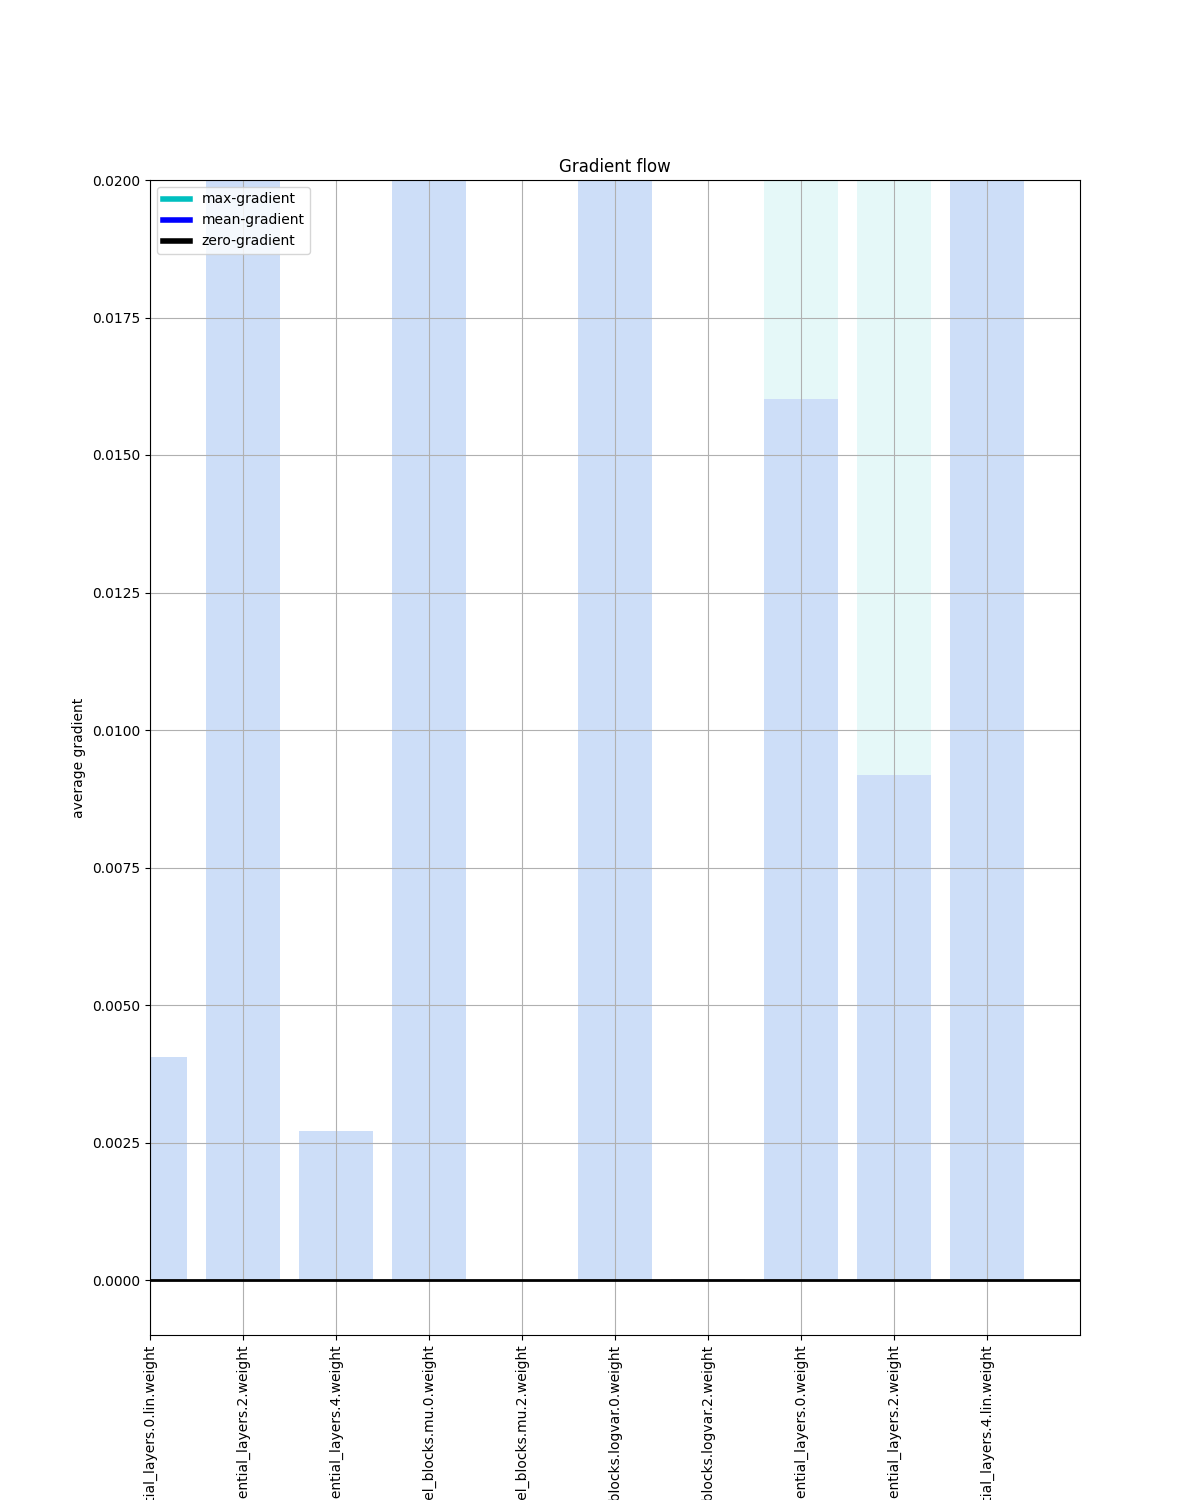 Gradient flow
max-gradient
mean-gradient
zero-gradient
0.0200
0.0175
0.0150
0.0125
0.0100
0.0075
0.0050
0.0025
0.0000
average gradient
tial_layers.0.lin.weight
ential_layers.2.weight
ential_layers.4.weight
el_blocks.mu.0.weight
el_blocks.mu.2.weight
blocks.logvar.0.weight
blocks.logvar.2.weight
ential_layers.0.weight
ential_layers.2.weight
tial_layers.4.lin.weight